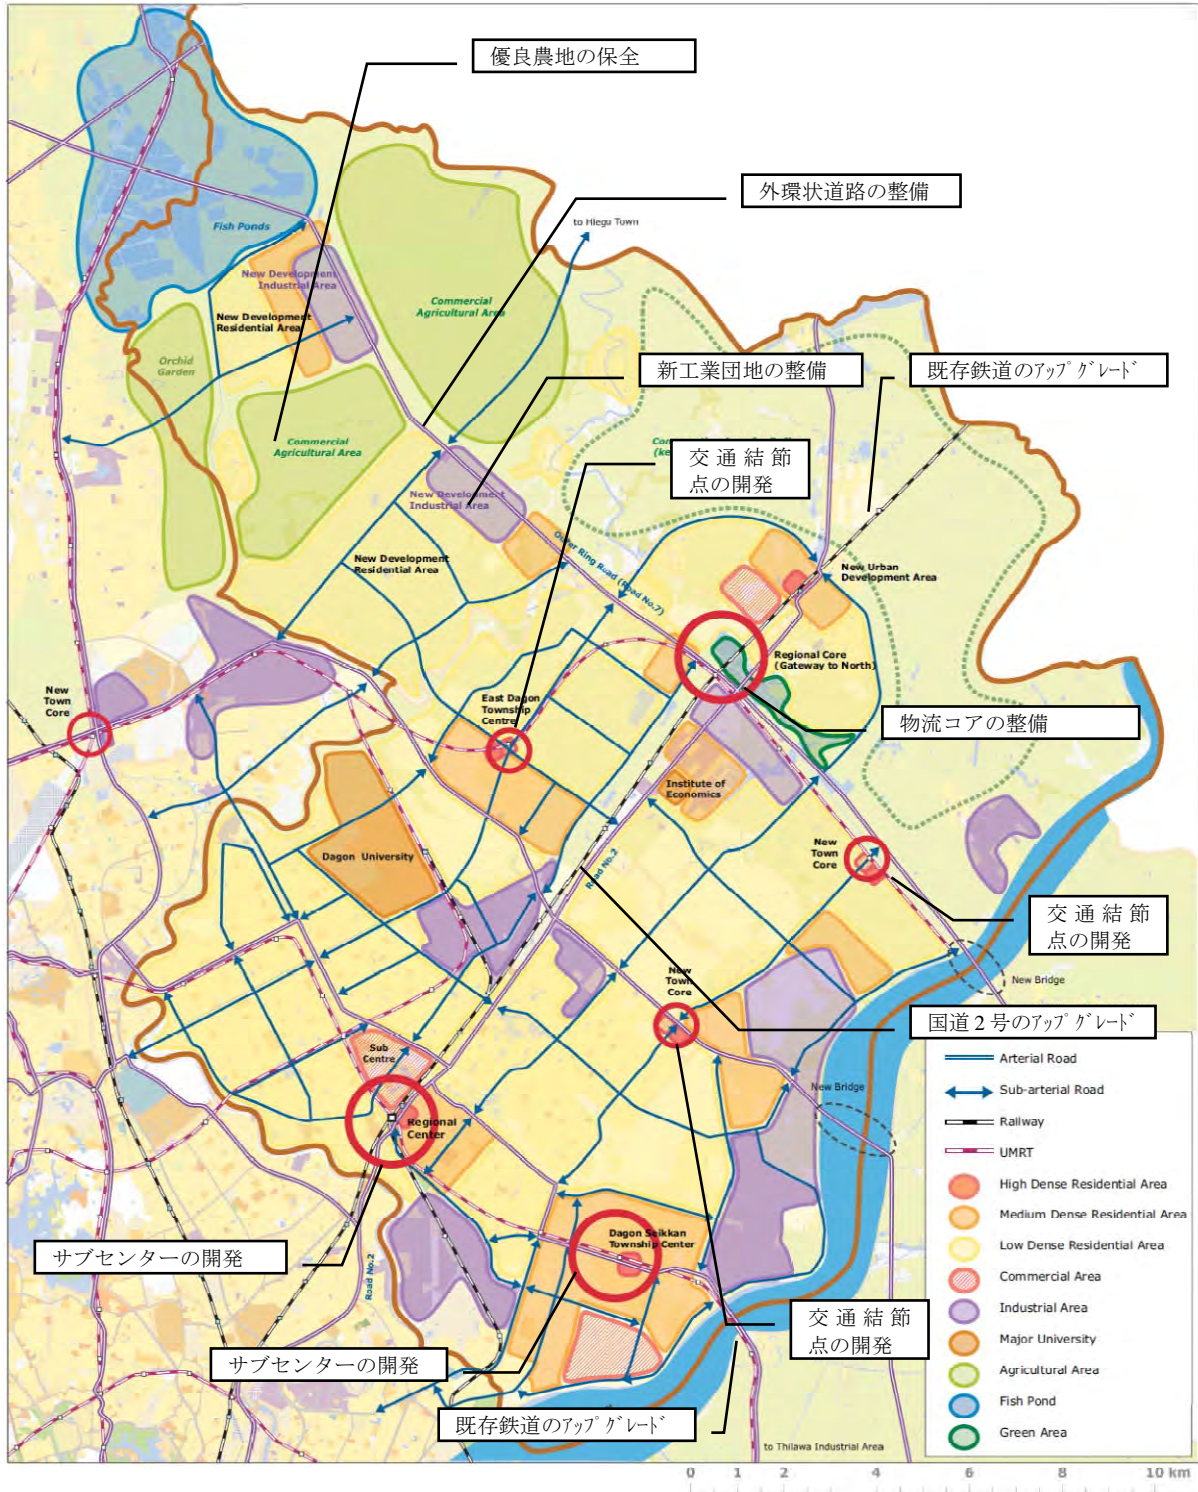 優良農地の保全
外環状道路の整備
to Hlegu Town
Fish Ponds
New Development
Industrial Area
New Development
Residential Area
Commercial
Agricultural Area
Orchid
Garden
新工業団地の整備
既存鉄道のアップグレード
Commercial
Agricultural Area
交通結節
点の開発
New Development
Industrial Area
Outer Ring Road (Road No.7)
New Development
Residential Area
New Urban
Development Area
Regional Core
(Gateway to North)
New
Town
Core
East Dagon
Township
Centre
物流コアの整備
Institute of
Economics
New
Town
Core
Dagon University
Road No.2
交通結節
点の開発
New
Town
Core
New Bridge
国道2号のアップグレード
Sub
Centre
New Bridge
Regional
Center
Arterial Road
Sub-arterial Road
Railway
UMRT
High Dense Residential Area
Medium Dense Residential Area
Low Dense Residential Area
Commercial Area
Industrial Area
Major University
Agricultural Area
Fish Pond
Green Area
Dagon Seikkan
Township Center
サブセンターの開発
Road No.2
交通結節
点の開発
サブセンターの開発
既存鉄道のアップグレード
to Thilawa Industrial Area
0 1 2 4 6 8 10 km